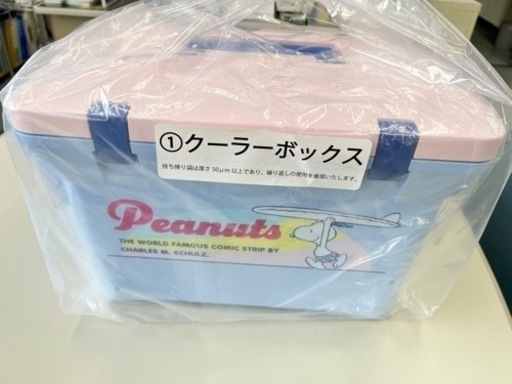 ①クーラーボックス
持ち帰り袋は厚さ50μm以上であり、繰り返しの使用を推奨いたします。
Peanuts
THE WORLD FAMOUS COMIC STRIP BY
CHARLES M. SCHULZ.